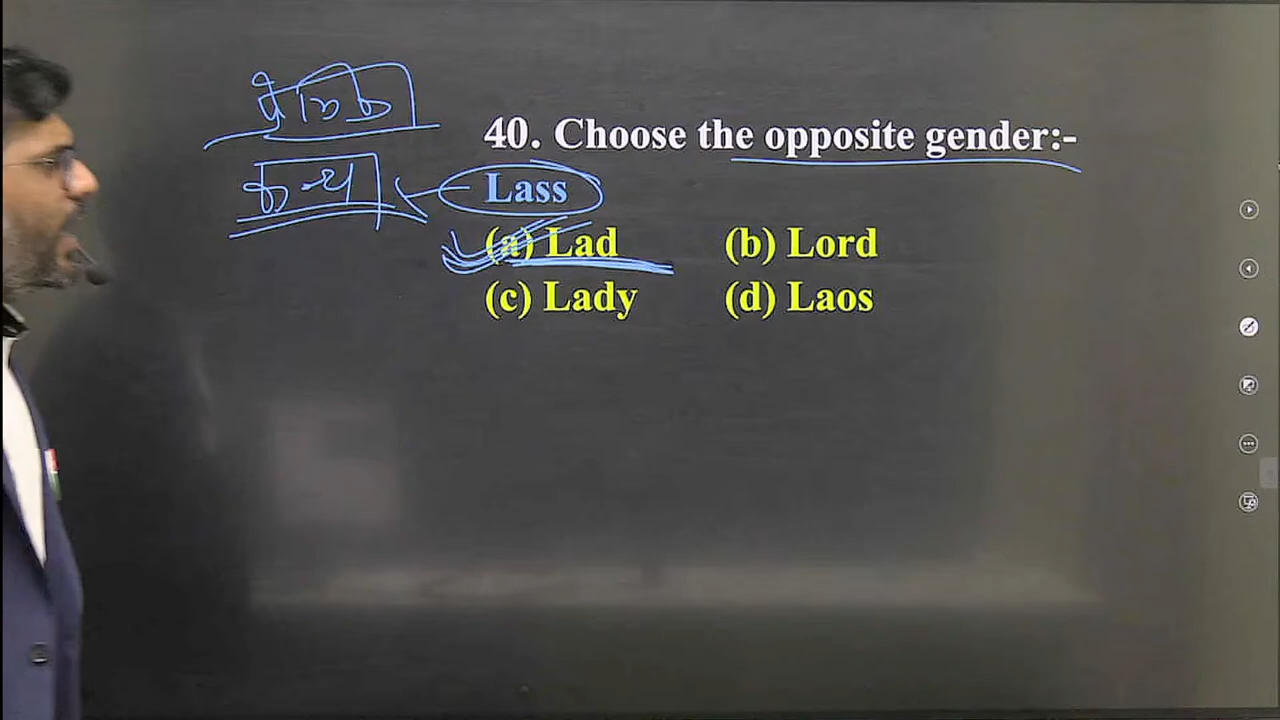 40. Choose the opposite gender:-
Lass
(a) Lad (b) Lord
(c) Lady (d) Laos